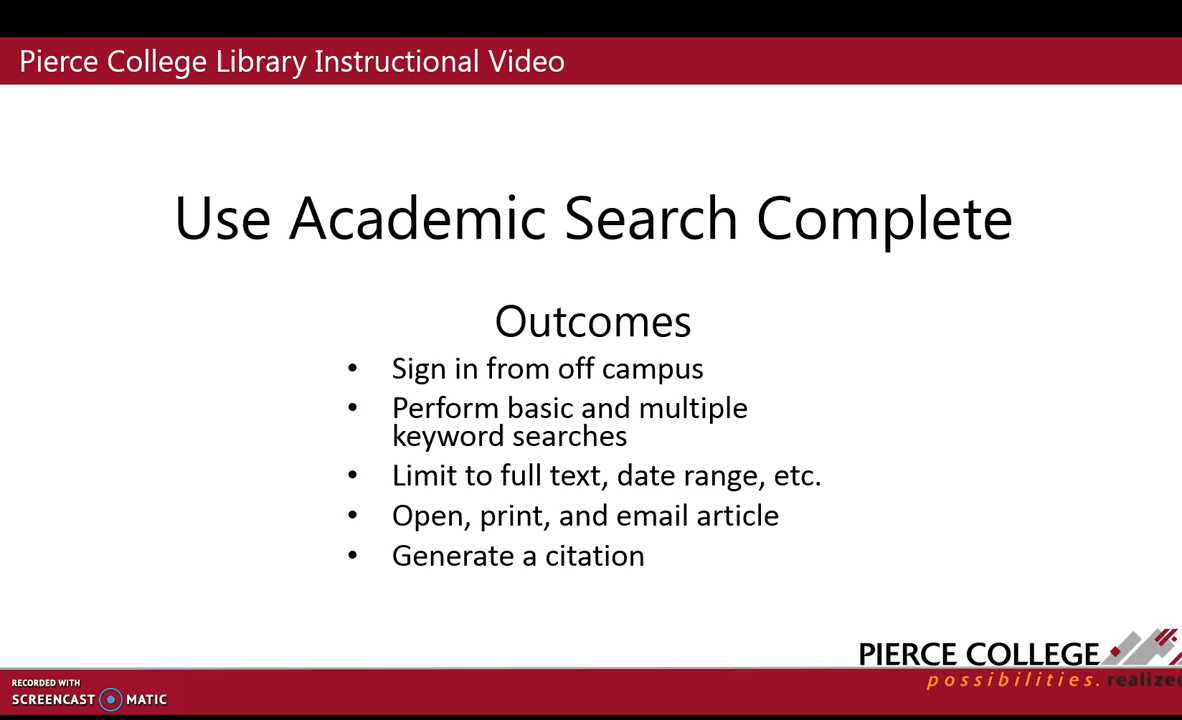 Pierce College Library Instructional Video
Use Academic Search Complete
Outcomes
• Sign in from off campus
• Perform basic and multiple
keyword searches
• Limit to full text, date range, etc.
• Open, print, and email article
• Generate a citation
PIERCE COLLEGE
possibilities. realized
RECORDED WITH
SCREENCAST MATIC